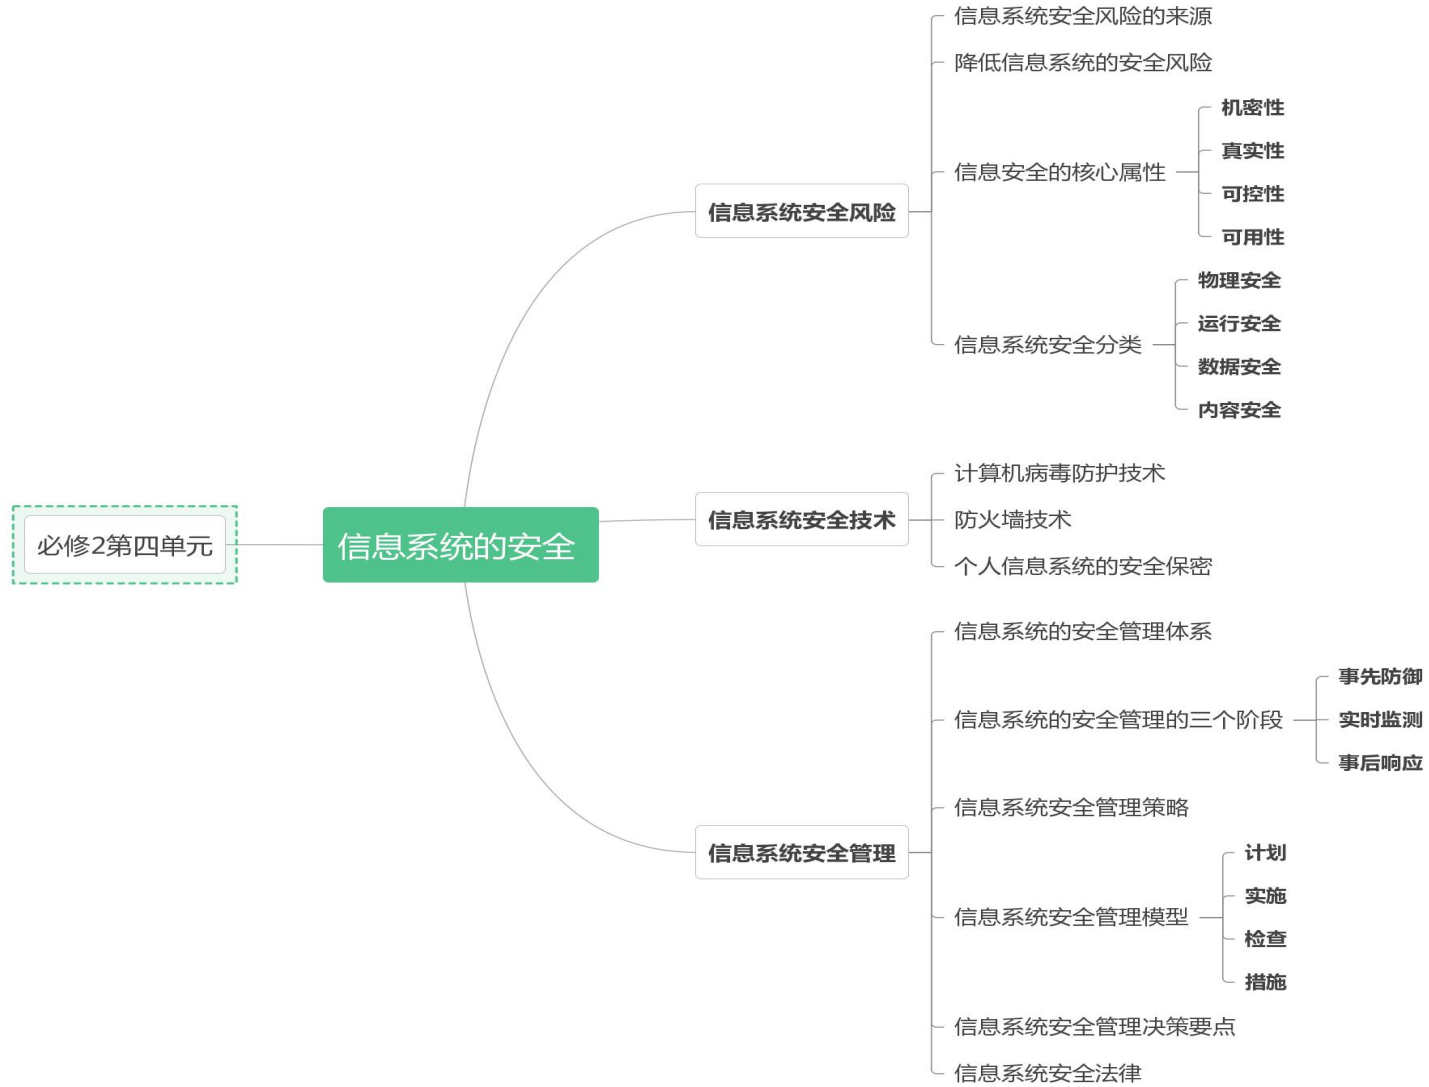 必修2第四单元
信息系统的安全
信息系统安全风险
信息系统安全风险的来源
降低信息系统的安全风险
信息安全的核心属性
机密性
真实性
可控性
可用性
信息系统安全分类
物理安全
运行安全
数据安全
内容安全
信息系统安全技术
计算机病毒防护技术
防火墙技术
个人信息系统的安全保密
信息系统安全管理
信息系统的安全管理体系
信息系统的安全管理的三个阶段
事先防御
实时监测
事后响应
信息系统安全管理策略
信息系统安全管理模型
计划
实施
检查
措施
信息系统安全管理决策要点
信息系统安全法律